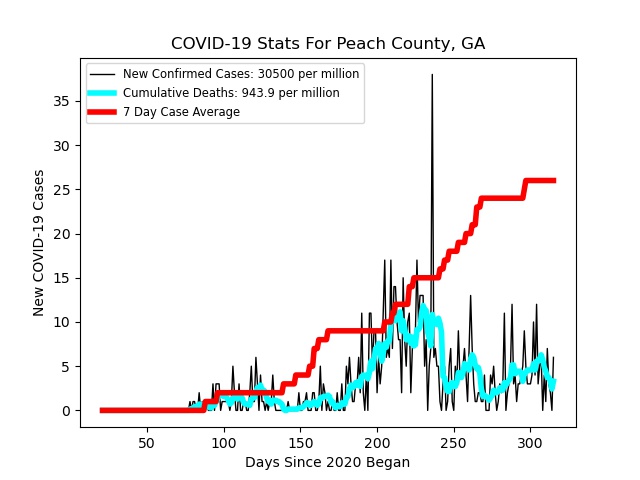 COVID-19 Stats For Peach County, GA
New Confirmed Cases: 30500 per million
Cumulative Deaths: 943.9 per million
7 Day Case Average
New COVID-19 Cases
35
30
25
20
15
10
5
0
50 100 150 200 250 300
Days Since 2020 Began